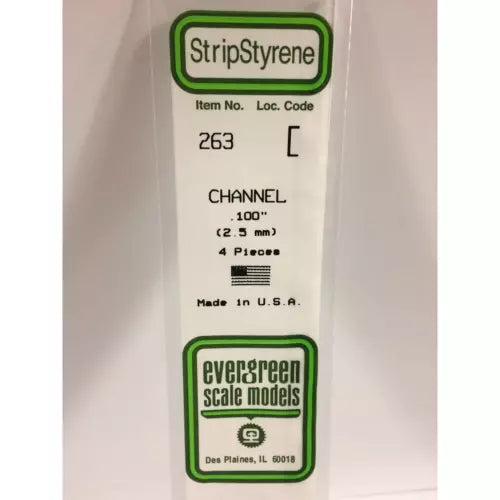 StripStyrene
Item No. Loc. Code
263 [
CHANNEL
.100"
(2.5 mm)
4 Pieces
Made in U.S.A.
evergreen
scale models
Des Plaines, IL 60018